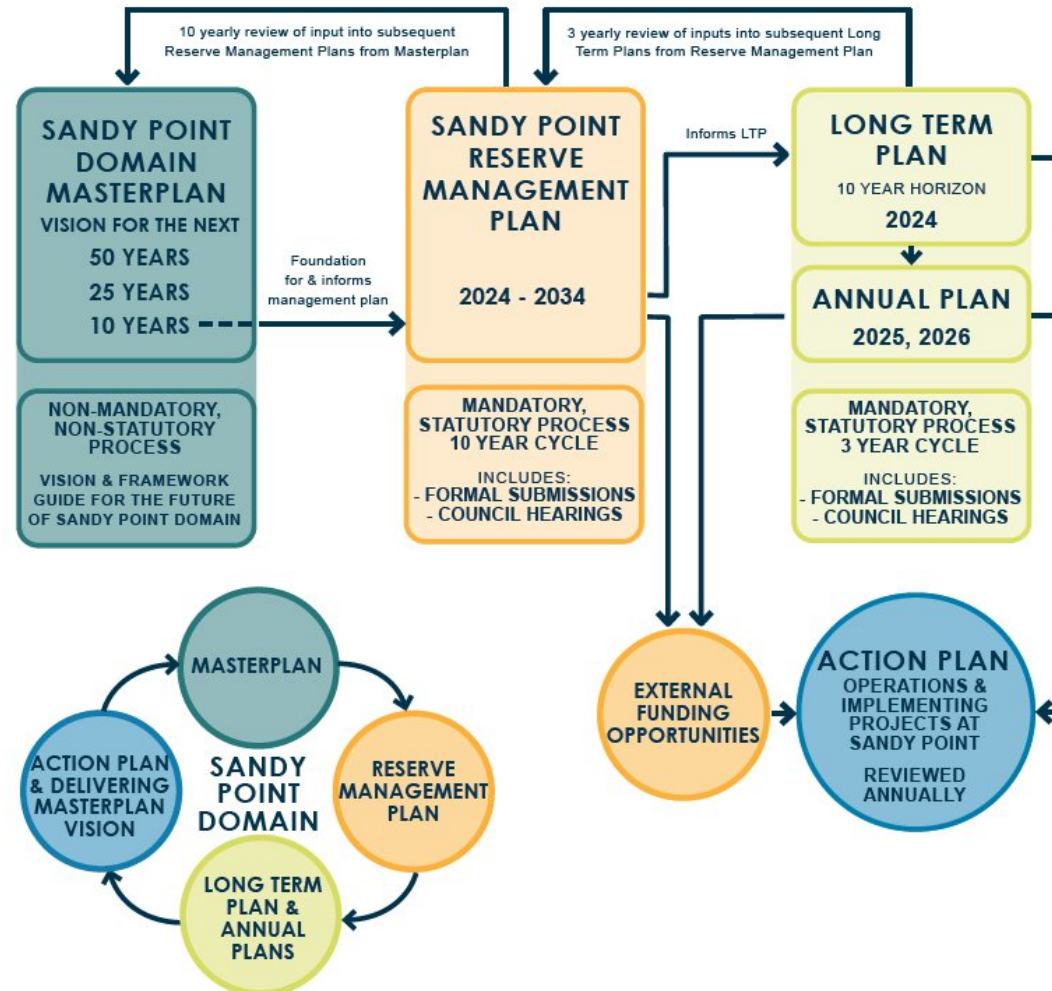 10 yearly review of input into subsequent
Reserve Management Plans from Masterplan
3 yearly review of inputs into subsequent Long
Term Plans from Reserve Management Plan
SANDY POINT
DOMAIN
MASTERPLAN
VISION FOR THE NEXT
50 YEARS
25 YEARS
10 YEARS
Foundation
for & informs
management plan
SANDY POINT
RESERVE
MANAGEMENT
PLAN
2024 - 2034
Informs LTP
LONG TERM
PLAN
10 YEAR HORIZON
2024
ANNUAL PLAN
2025, 2026
NON-MANDATORY,
NON-STATUTORY
PROCESS
VISION & FRAMEWORK
GUIDE FOR THE FUTURE
OF SANDY POINT DOMAIN
MANDATORY,
STATUTORY PROCESS
10 YEAR CYCLE
INCLUDES:
- FORMAL SUBMISSIONS
- COUNCIL HEARINGS
MANDATORY,
STATUTORY PROCESS
3 YEAR CYCLE
INCLUDES:
- FORMAL SUBMISSIONS
- COUNCIL HEARINGS
MASTERPLAN
RESERVE
MANAGEMENT
PLAN
LONG TERM
PLAN &
ANNUAL
PLANS
ACTION PLAN
& DELIVERING
MASTERPLAN
VISION
SANDY
POINT
DOMAIN
EXTERNAL
FUNDING
OPPORTUNITIES
ACTION PLAN
OPERATIONS &
IMPLEMENTING
PROJECTS AT
SANDY POINT
REVIEWED
ANNUALLY